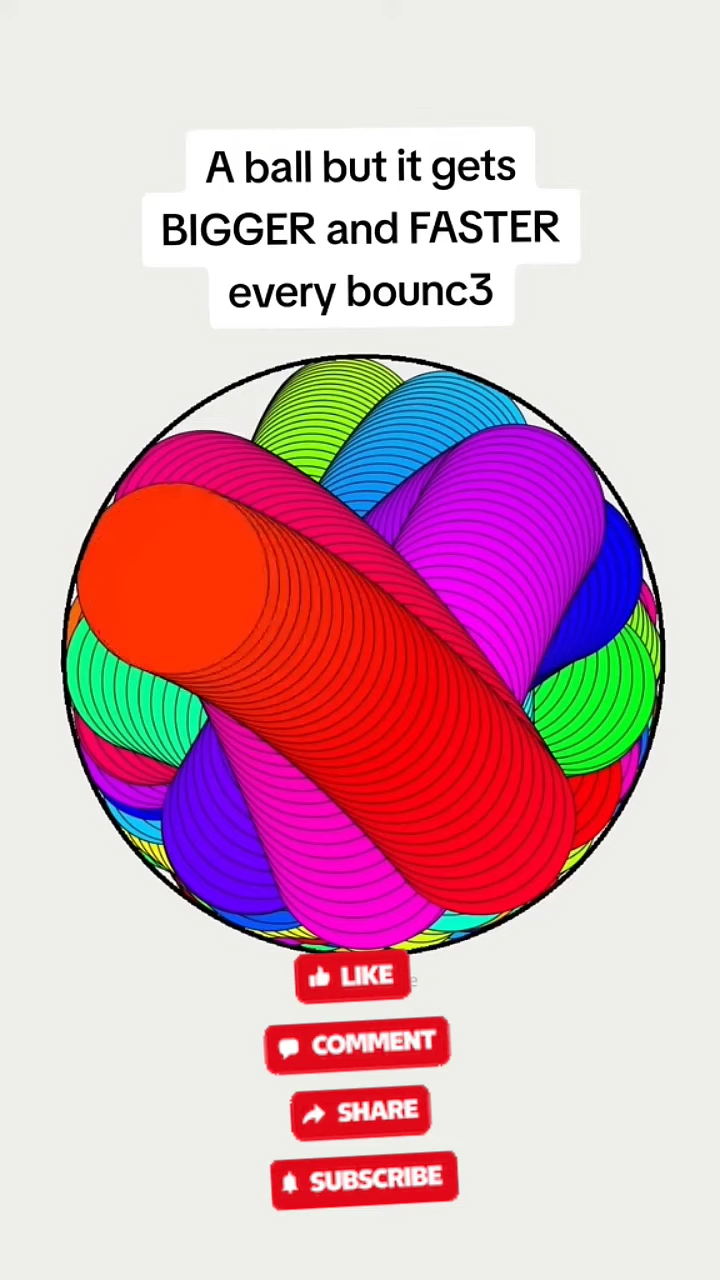 A ball but it gets
BIGGER and FASTER
every bounc3
LIKE
COMMENT
SHARE
SUBSCRIBE